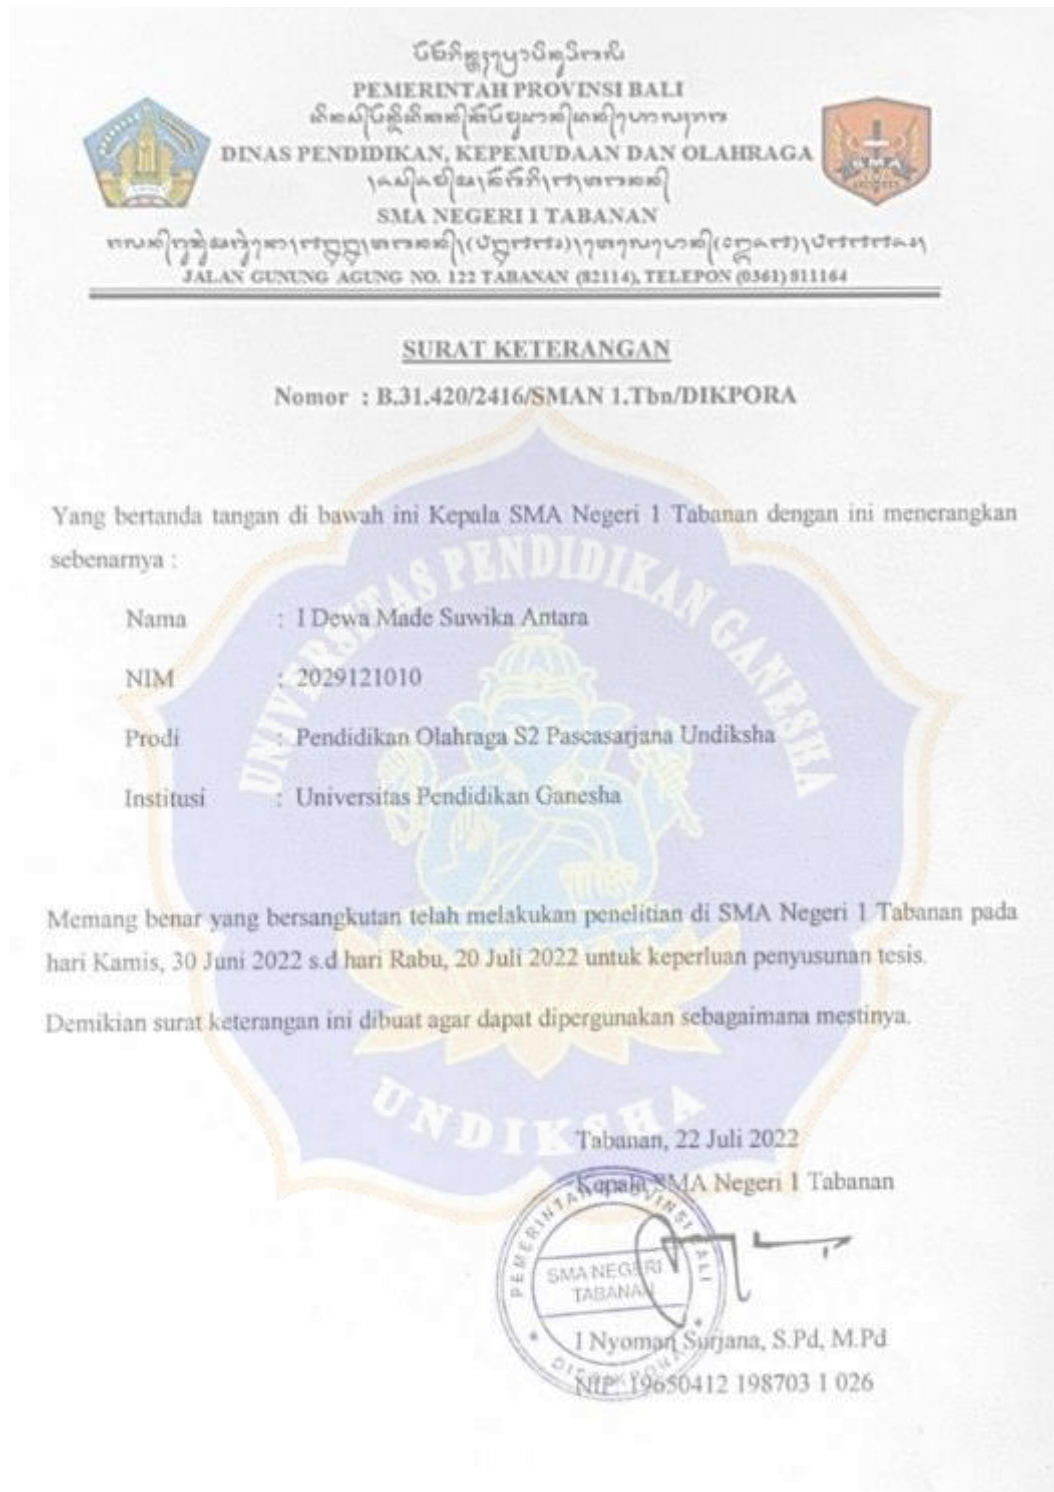 PEMERINTAH PROVINSI BALI
DINAS PENDIDIKAN, KEPEMUDAAN DAN OLAHRAGA
SMA
SMA NEGERI 1 TABANAN
JALAN GUNUNG AGUNG NO. 122 TABANAN (82114), TELEPON (0361) 811164
SURAT KETERANGAN
Nomor : B.31.420/2416/SMAN 1.Tbn/DIKPORA
Yang bertanda tangan di bawah ini Kepala SMA Negeri 1 Tabanan dengan ini menerangkan
sebenarnya :
UNIVERSITAS PENDIDIKAN GANESHA
Nama : I Dewa Made Suwika Antara
NIM : 2029121010
Prodi : Pendidikan Olahraga S2 Pascasarjana Undiksha
Institusi : Universitas Pendidikan Ganesha
Memang benar yang bersangkutan telah melakukan penelitian di SMA Negeri 1 Tabanan pada
hari Kamis, 30 Juni 2022 s.d hari Rabu, 20 Juli 2022 untuk keperluan penyusunan tesis.
Demikian surat keterangan ini dibuat agar dapat dipergunakan sebagaimana mestinya.
UNDIKSHA
Tabanan, 22 Juli 2022
Kepala SMA Negeri 1 Tabanan
PEMERINTAH PROVINSI BALI
SMA NEGERI
TABANAN
I Nyoman Surjana, S.Pd, M.Pd
NIP. 19650412 198703 1 026